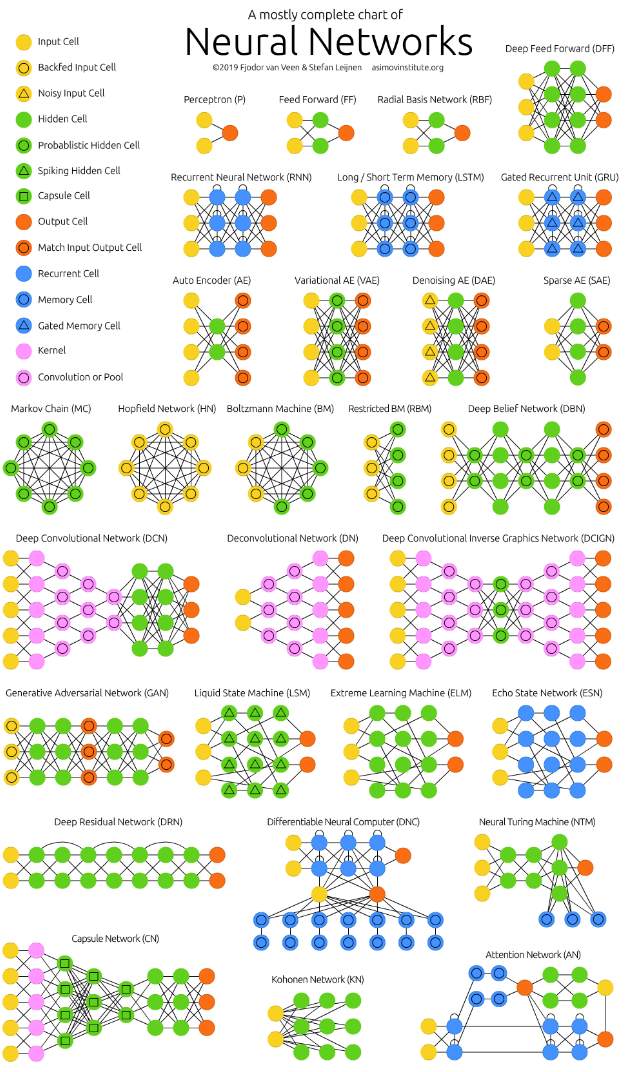 A mostly complete chart of
Neural Networks
©2019 Fjodor van Veen & Stefan Leijnen    asimovinstitute.org
Input Cell
Backfed Input Cell
Noisy Input Cell
Hidden Cell
Probablistic Hidden Cell
Spiking Hidden Cell
Capsule Cell
Output Cell
Match Input Output Cell
Recurrent Cell
Memory Cell
Gated Memory Cell
Kernel
Convolution or Pool
Deep Feed Forward (DFF)
Perceptron (P)
Feed Forward (FF)
Radial Basis Network (RBF)
Recurrent Neural Network (RNN)
Long / Short Term Memory (LSTM)
Gated Recurrent Unit (GRU)
Auto Encoder (AE)
Variational AE (VAE)
Denoising AE (DAE)
Sparse AE (SAE)
Markov Chain (MC)
Hopfield Network (HN)
Boltzmann Machine (BM)
Restricted BM (RBM)
Deep Belief Network (DBN)
Deep Convolutional Network (DCN)
Deconvolutional Network (DN)
Deep Convolutional Inverse Graphics Network (DCIGN)
Generative Adversarial Network (GAN)
Liquid State Machine (LSM)
Extreme Learning Machine (ELM)
Echo State Network (ESN)
Deep Residual Network (DRN)
Differentiable Neural Computer (DNC)
Neural Turing Machine (NTM)
Capsule Network (CN)
Kohonen Network (KN)
Attention Network (AN)